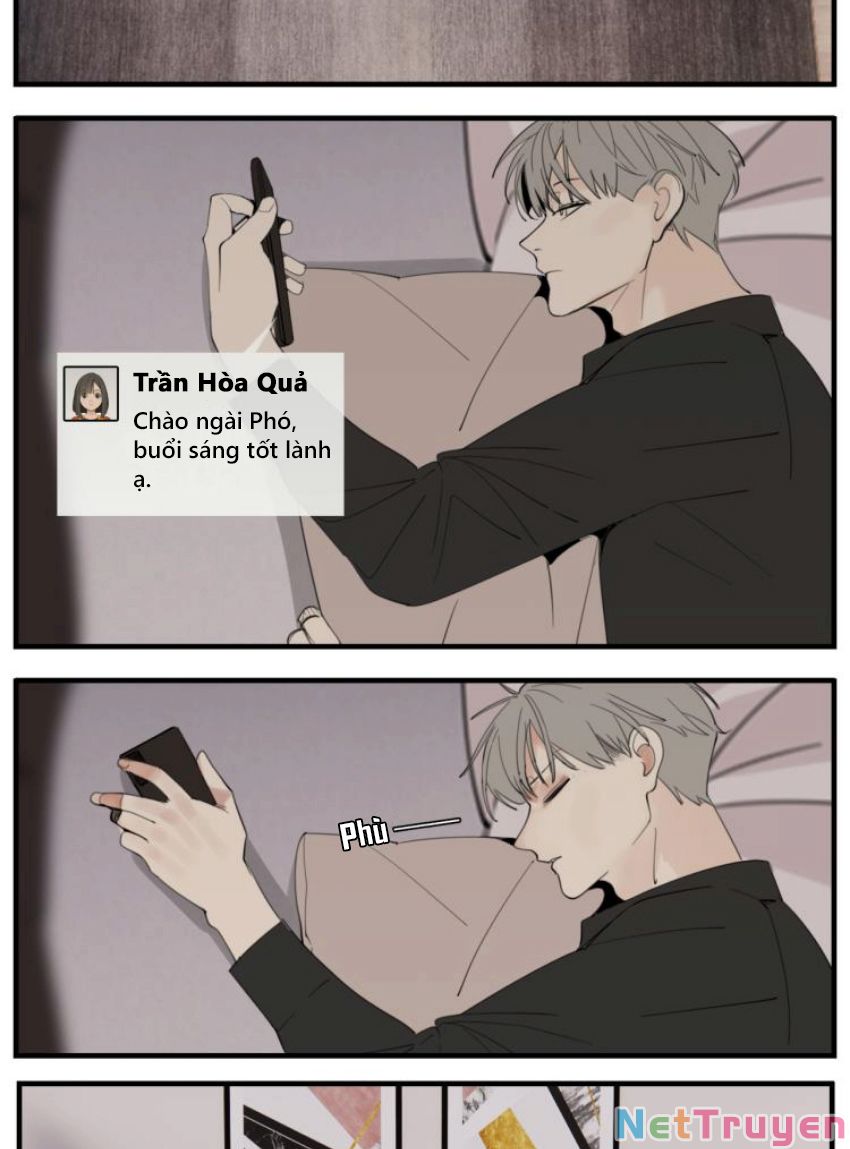 Trần Hòa Quả
Chào ngài Phó,
buổi sáng tốt lành
ạ.
Phù
NetTruyen